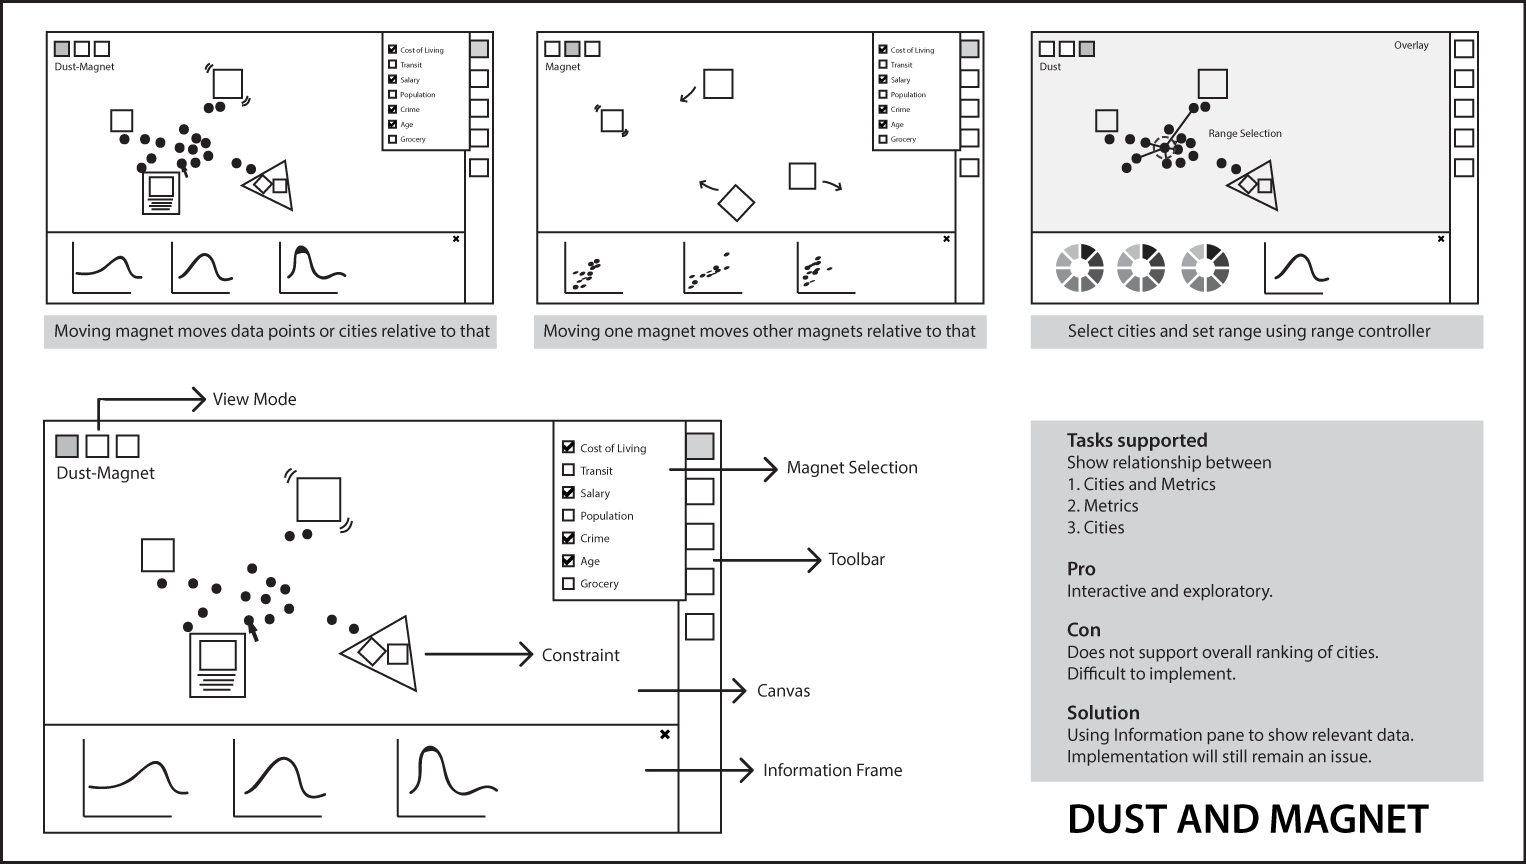 Dust-Magnet
Cost of Living
Transit
Salary
Population
Crime
Age
Grocery
Moving magnet moves data points or cities relative to that
Magnet
Cost of Living
Transit
Salary
Population
Crime
Age
Grocery
Moving one magnet moves other magnets relative to that
Dust
Overlay
Range Selection
Select cities and set range using range controller
View Mode
Dust-Magnet
Cost of Living
Transit
Salary
Population
Crime
Age
Grocery
Magnet Selection
Toolbar
Constraint
Canvas
Information Frame
Tasks supported
Show relationship between
1. Cities and Metrics
2. Metrics
3. Cities
Pro
Interactive and exploratory.
Con
Does not support overall ranking of cities.
Difficult to implement.
Solution
Using Information pane to show relevant data.
Implementation will still remain an issue.
DUST AND MAGNET